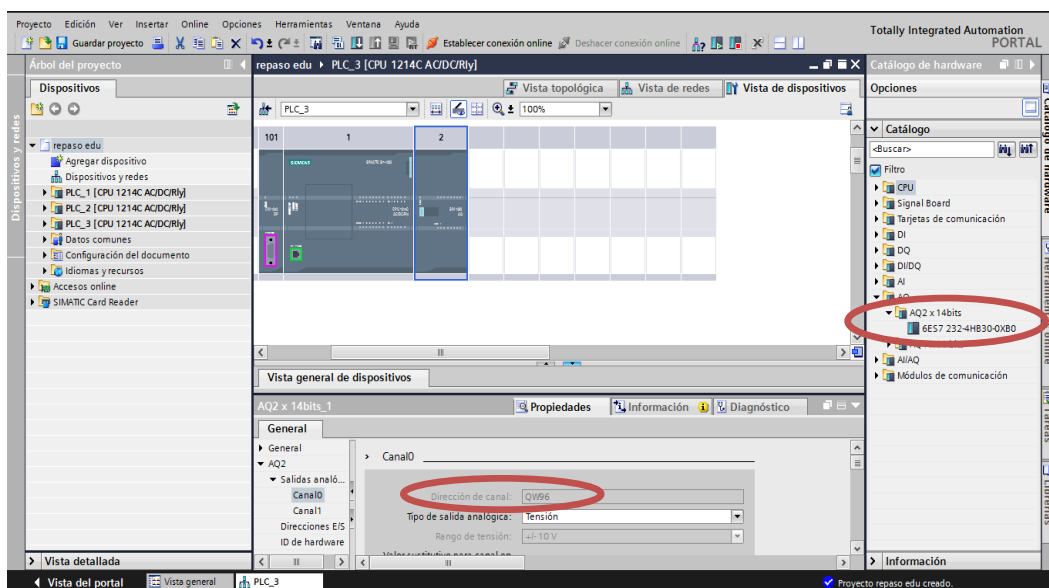 Proyecto Edición Ver Insertar Online Opciones Herramientas Ventana Ayuda
Totally Integrated Automation
PORTAL
Guardar proyecto
Establecer conexión online
Deshacer conexión online
Árbol del proyecto
repaso edu PLC_3 [CPU 1214C AC/DC/Rly]
Catálogo de hardware
Dispositivos
Vista topológica
Vista de redes
Vista de dispositivos
Opciones
PLC_3
100%
Catálogo
<Buscar>
Filtro
CPU
Signal Board
Tarjetas de comunicación
DI
DQ
DI/DQ
AI
AQ
AQ2 x 14bits
6ES7 232-4HB30-0XB0
AI/AQ
Módulos de comunicación
Información
repaso edu
Agregar dispositivo
Dispositivos y redes
PLC_1 [CPU 1214C AC/DC/Rly]
PLC_2 [CPU 1214C AC/DC/Rly]
PLC_3 [CPU 1214C AC/DC/Rly]
Datos comunes
Configuración del documento
Idiomas y recursos
Accesos online
SIMATIC Card Reader
Dispositivos y redes
101 1 2
SIEMENS
Vista general de dispositivos
AQ2 x 14bits_1
Propiedades
Información
Diagnóstico
General
General
AQ2
Salidas analó...
Canal0
Canal1
Direcciones E/S
ID de hardware
Canal0
Dirección de canal: QW96
Tipo de salida analógica: Tensión
Rango de tensión: +/- 10 V
Catálogo de hardware
Tareas
Librerías
Vista detallada
Vista del portal
Vista general
PLC_3
Proyecto repaso edu creado.